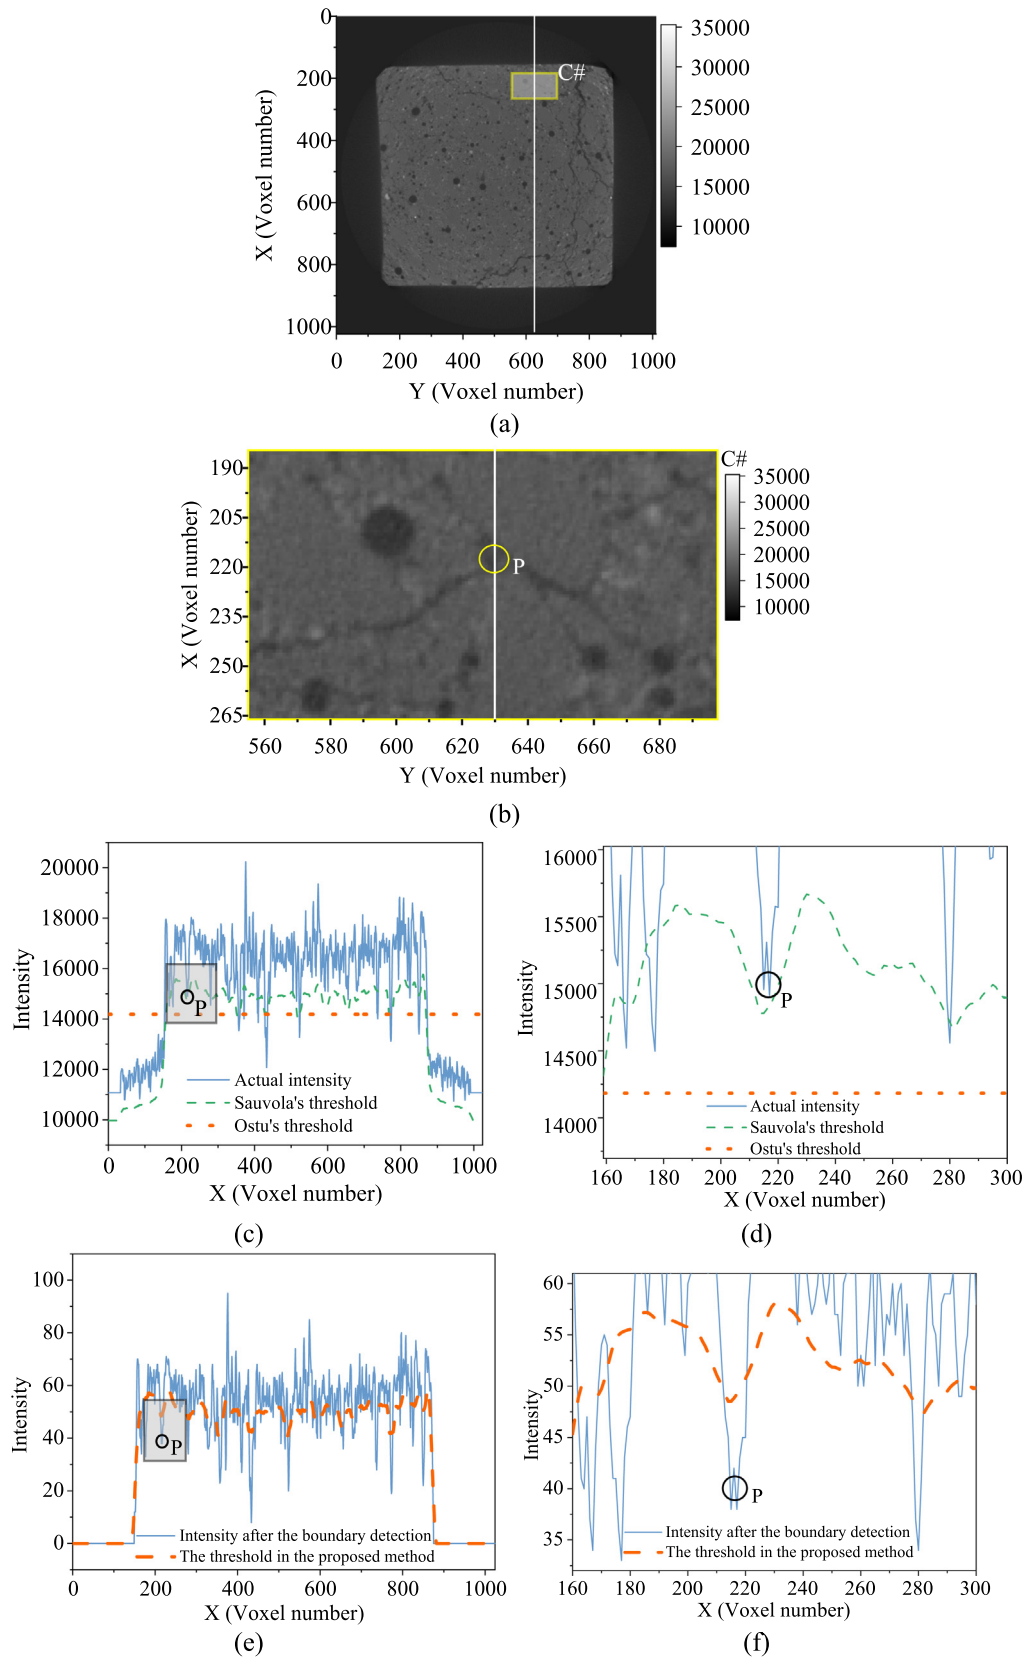 0
200
400
600
800
1000
X (Voxel number)
C#
35000
30000
25000
20000
15000
10000
0 200 400 600 800 1000
Y (Voxel number)
(a)
190
205
220
235
250
265
X (Voxel number)
P
C#
35000
30000
25000
20000
15000
10000
560 580 600 620 640 660 680
Y (Voxel number)
(b)
20000
18000
16000
14000
12000
10000
Intensity
P
Actual intensity
Sauvola's threshold
Ostu's threshold
0 200 400 600 800 1000
X (Voxel number)
(c)
16000
15500
15000
14500
14000
Intensity
P
Actual intensity
Sauvola's threshold
Ostu's threshold
160 180 200 220 240 260 280 300
X (Voxel number)
(d)
100
80
60
40
20
0
Intensity
P
Intensity after the boundary detection
The threshold in the proposed method
0 200 400 600 800 1000
X (Voxel number)
(e)
60
55
50
45
40
35
Intensity
P
Intensity after the boundary detection
The threshold in the proposed method
160 180 200 220 240 260 280 300
X (Voxel number)
(f)